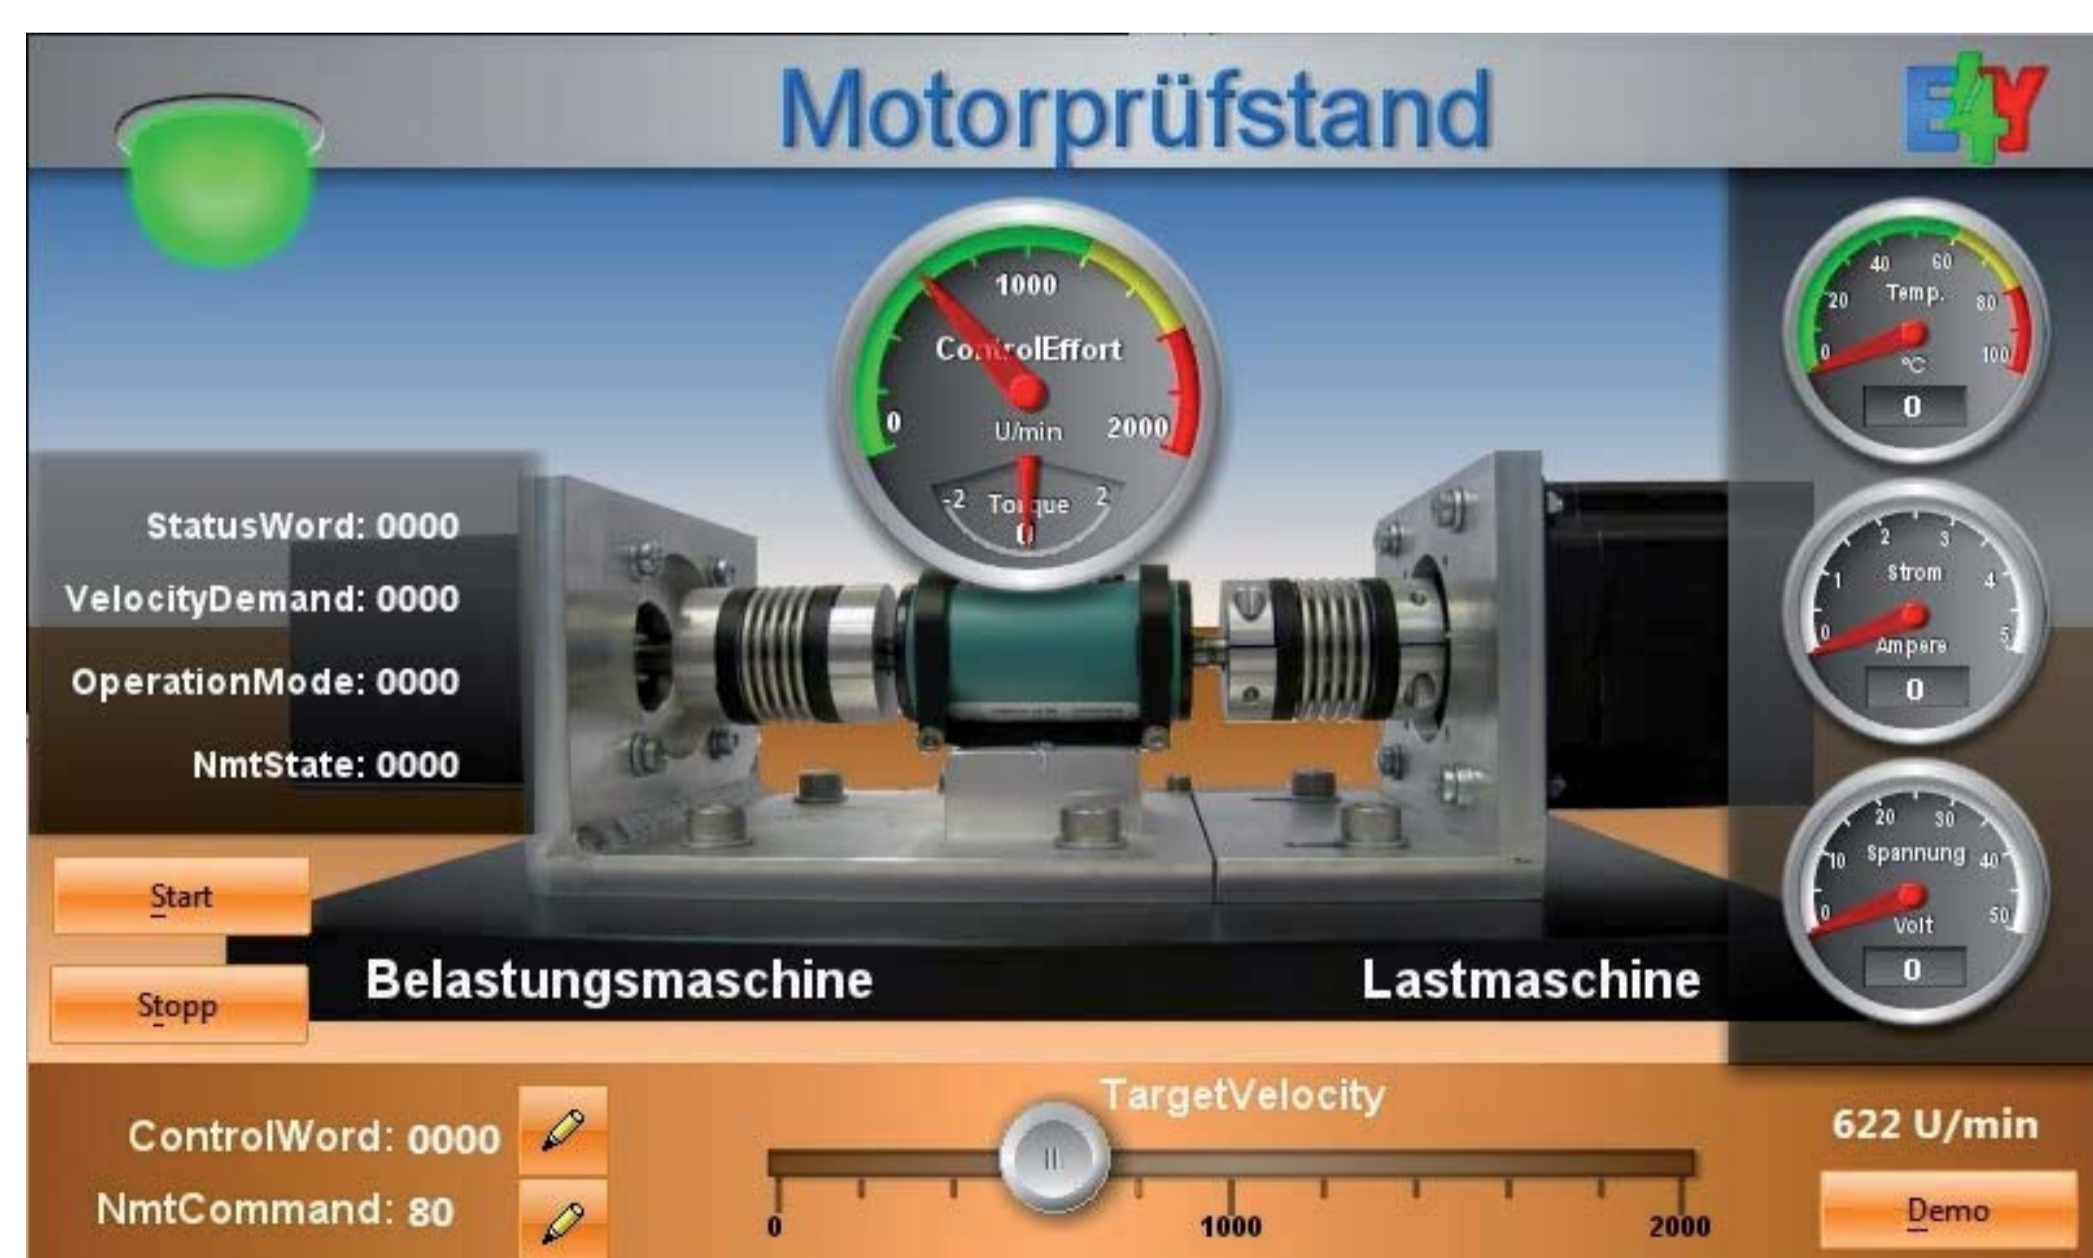 Motorprüfstand
E4Y
1000
ControlEffort
0
U/min
2000
-2
Torque
2
0
40
60
20
Temp.
80
0
°C
100
0
2
3
1
Strom
4
0
Ampere
5
0
20
30
10
Spannung
40
0
Volt
50
0
StatusWord: 0000
VelocityDemand: 0000
OperationMode: 0000
NmtState: 0000
Start
Stopp
Belastungsmaschine
Lastmaschine
ControlWord: 0000
NmtCommand: 80
TargetVelocity
0
1000
2000
622 U/min
Demo